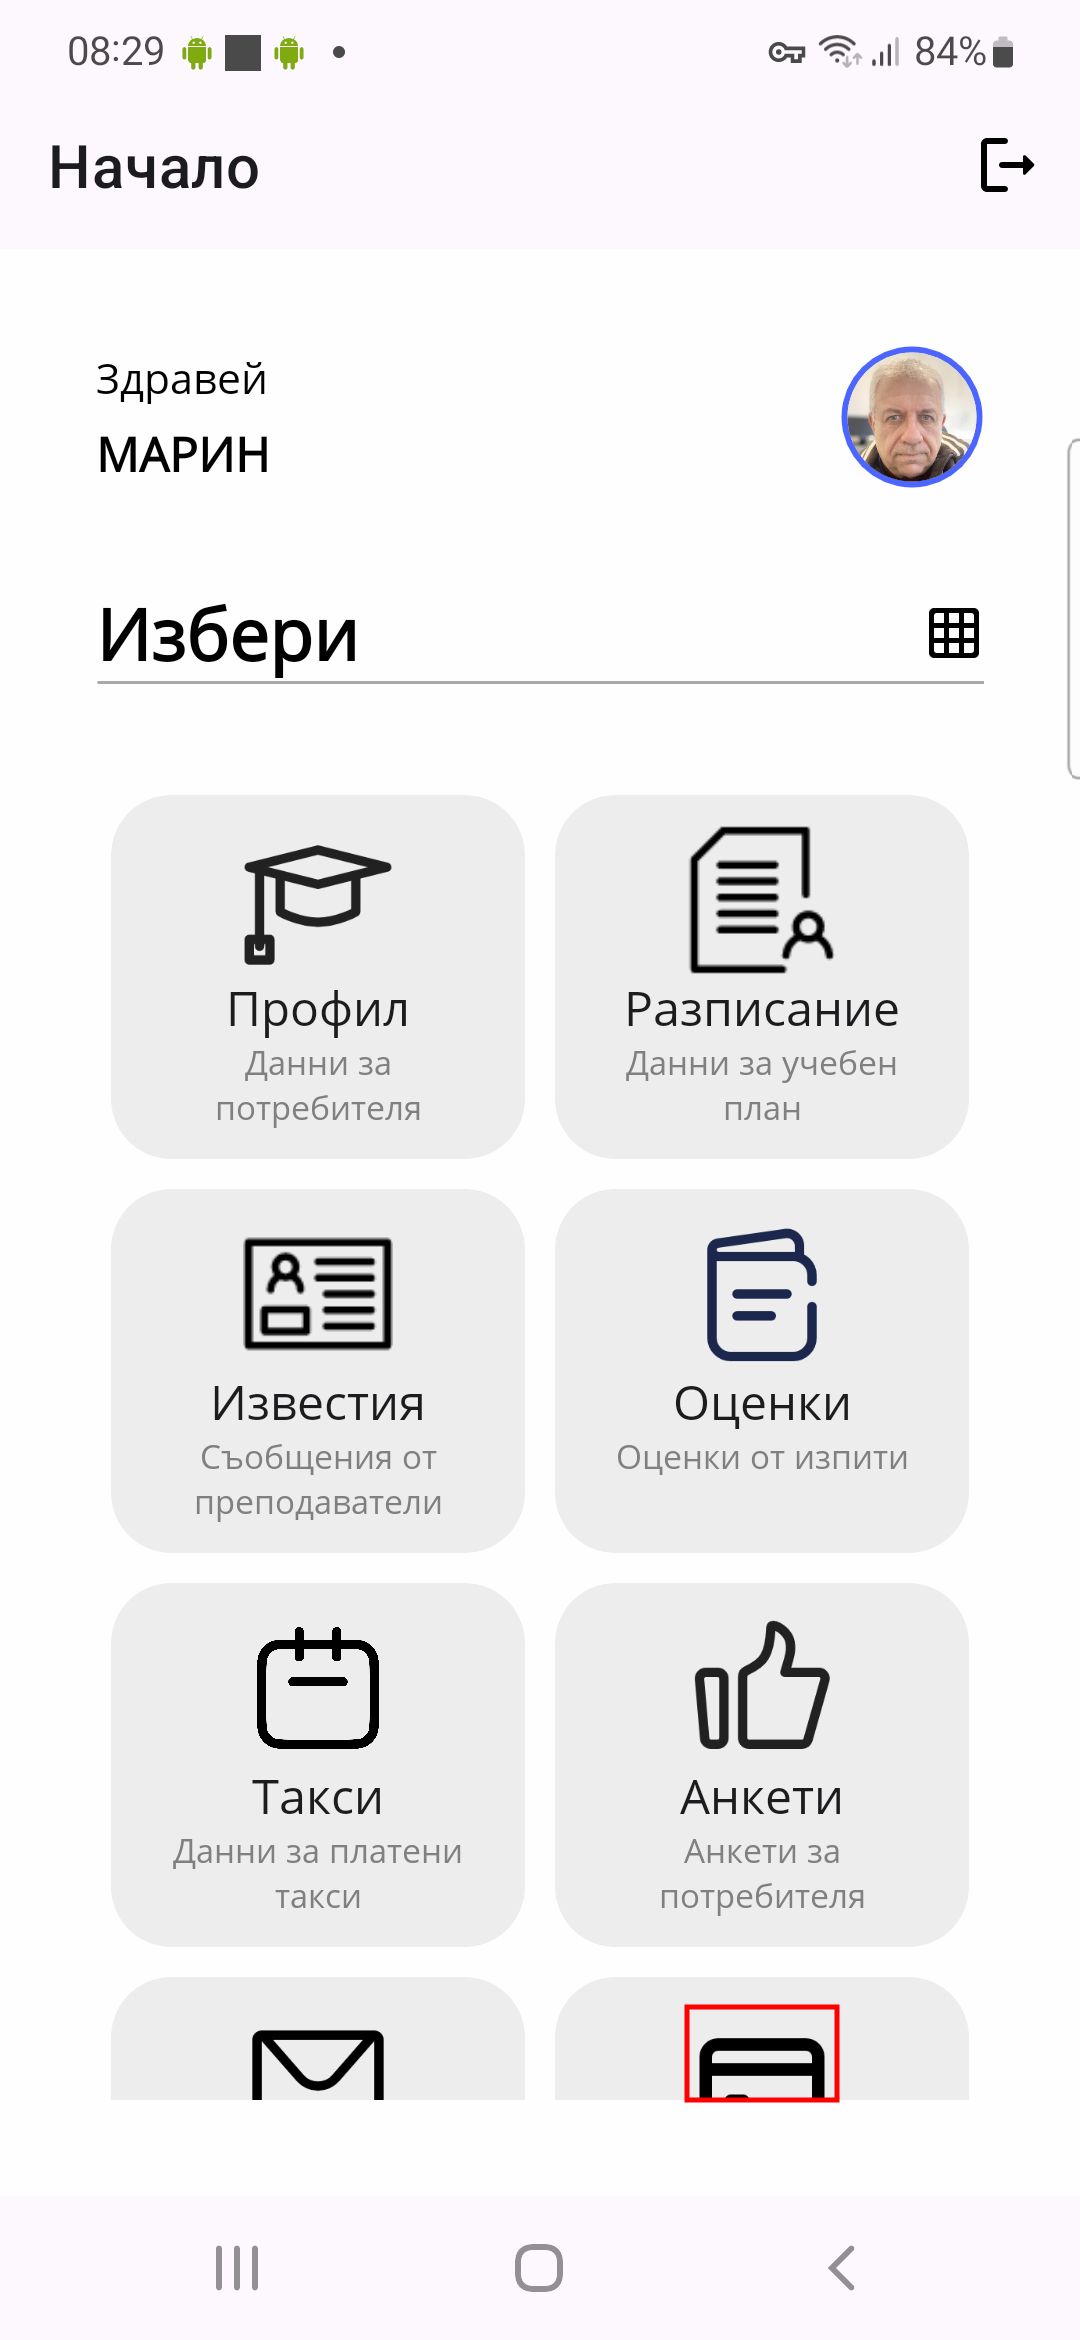 08:29
84%
Начало
Здравей
МАРИН
Избери
Профил
Данни за
потребителя
Разписание
Данни за учебен
план
Известия
Съобщения от
преподаватели
Оценки
Оценки от изпити
Такси
Данни за платени
такси
Анкети
Анкети за
потребителя